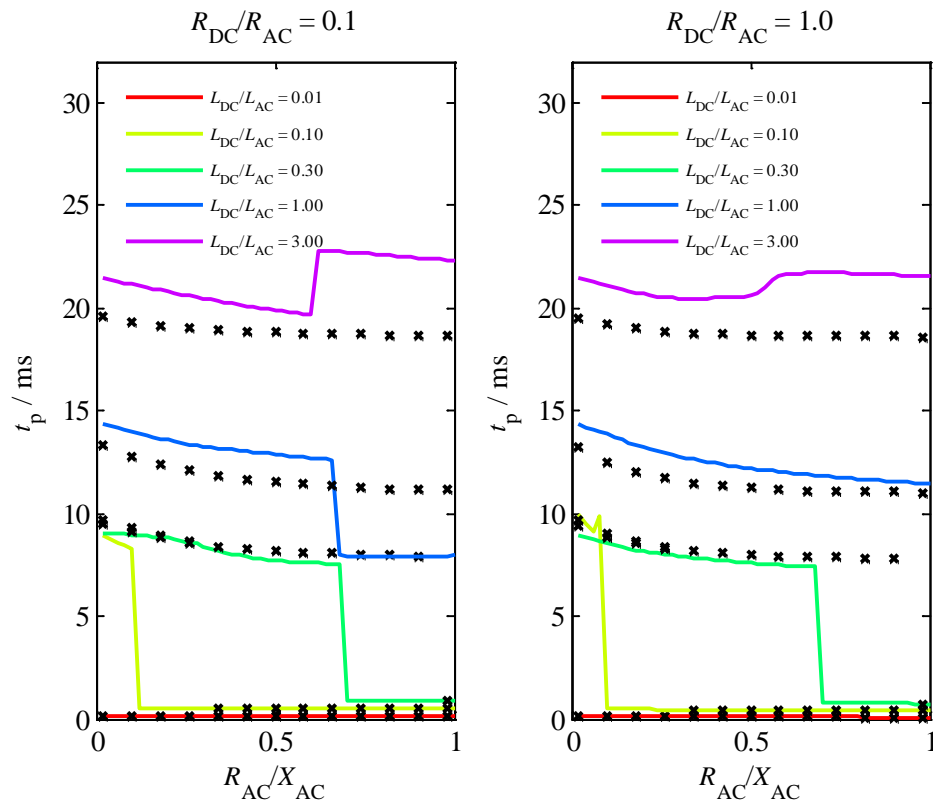 R_DC/R_AC = 0.1
30
25
20
15
10
5
0
t_p / ms
L_DC/L_AC = 0.01
L_DC/L_AC = 0.10
L_DC/L_AC = 0.30
L_DC/L_AC = 1.00
L_DC/L_AC = 3.00
0 0.5 1
R_AC/X_AC
R_DC/R_AC = 1.0
30
25
20
15
10
5
0
t_p / ms
L_DC/L_AC = 0.01
L_DC/L_AC = 0.10
L_DC/L_AC = 0.30
L_DC/L_AC = 1.00
L_DC/L_AC = 3.00
0 0.5 1
R_AC/X_AC